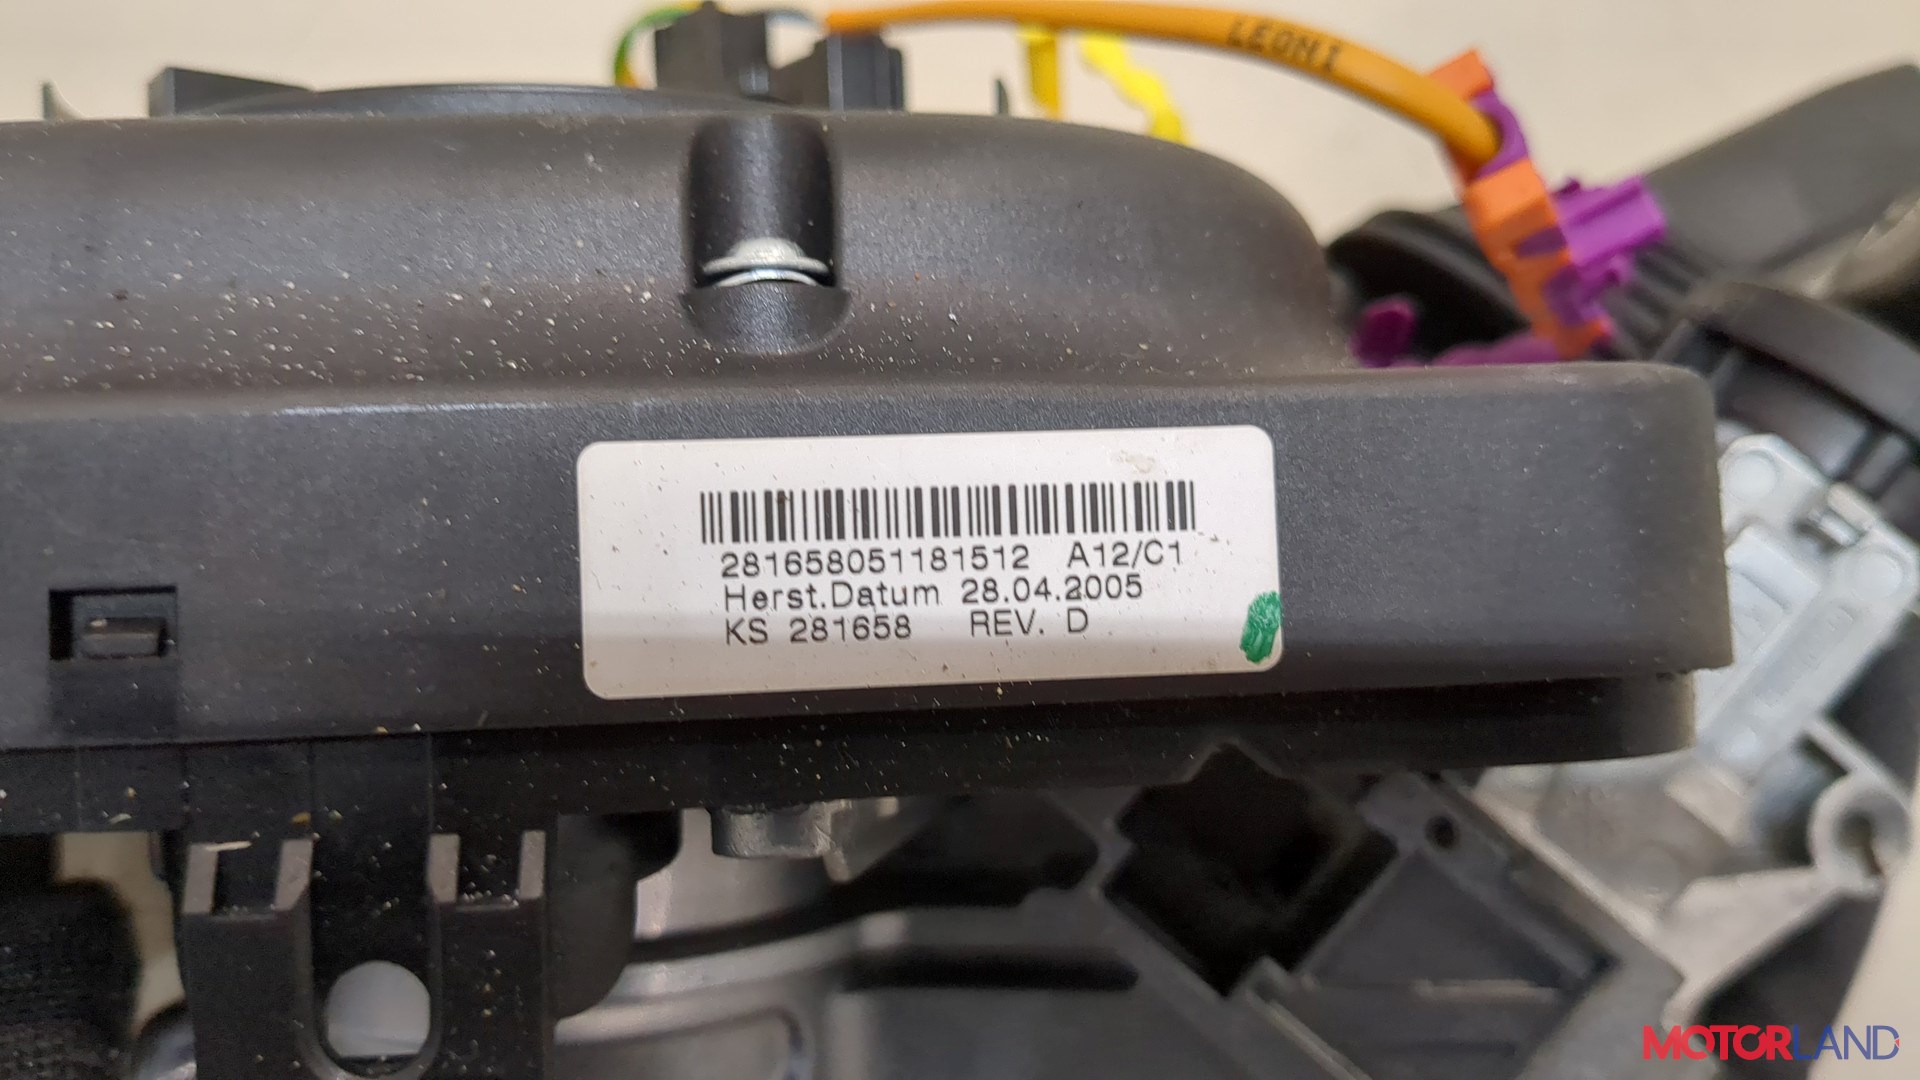 LEONI
281658051181512 A12/C1
Herst.Datum 28.04.2005
KS 281658 REV. D
MOTORLAND